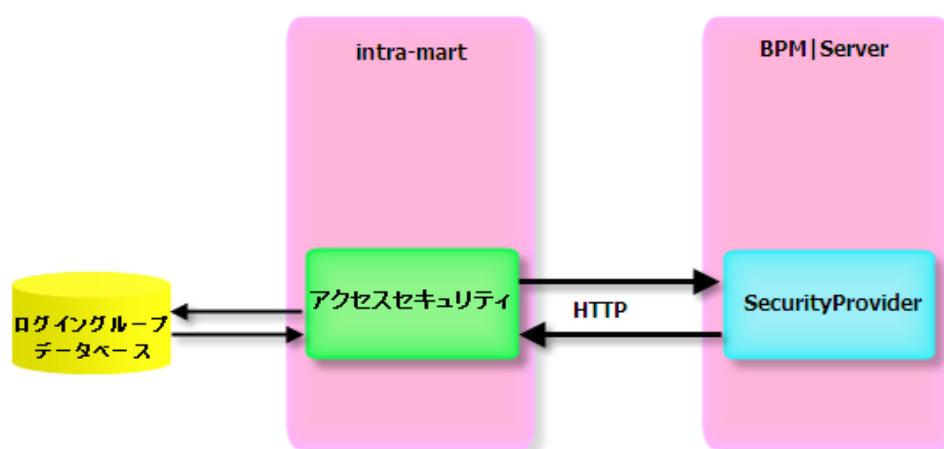 intra-mart
BPM|Server
アクセスセキュリティ
HTTP
SecurityProvider
ログイングループ
データベース